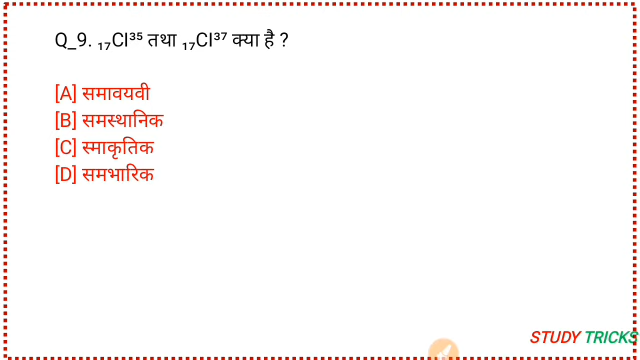 Q_9. ₁₇Cl³⁵ तथा ₁₇Cl³⁷ क्या है ?
[A] समावयवी
[B] समस्थानिक
[C] स्माकृतिक
[D] समभारिक
STUDY TRICKS